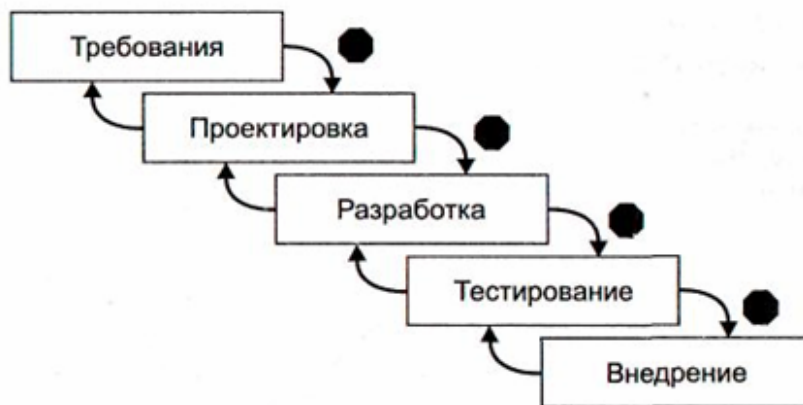 Требования
Проектировка
Разработка
Тестирование
Внедрение